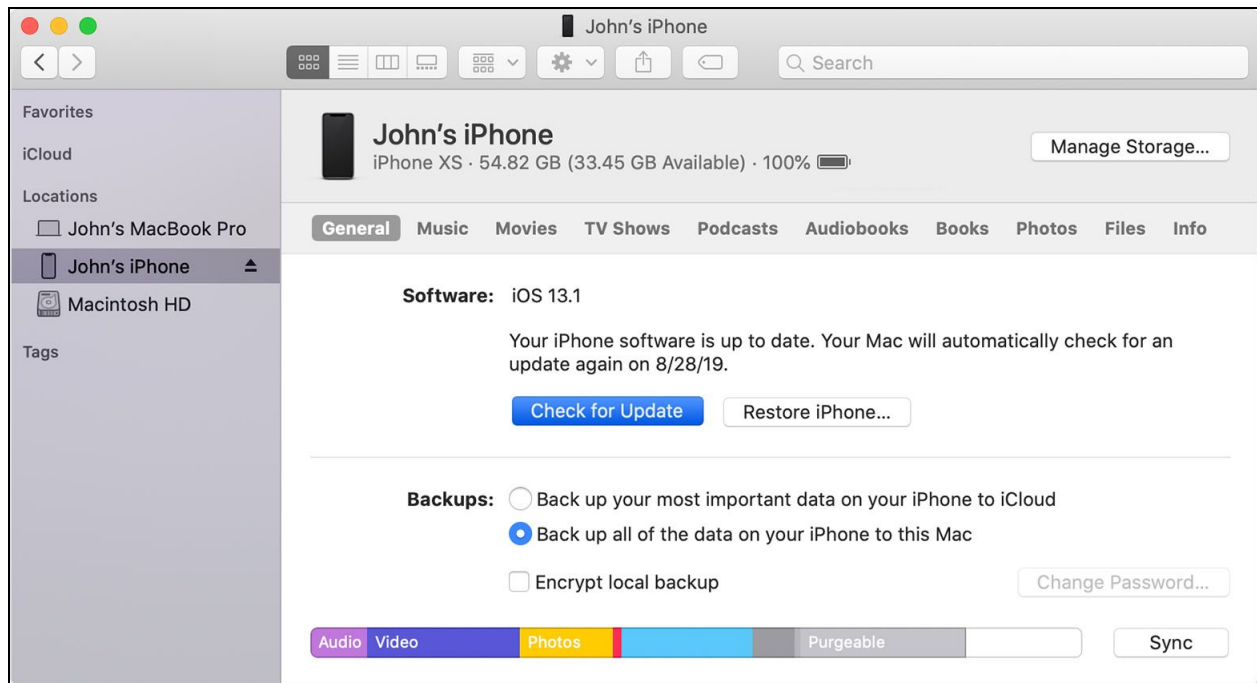 John's iPhone
Search
Favorites
iCloud
Locations
John's MacBook Pro
John's iPhone
Macintosh HD
Tags
John's iPhone
iPhone XS · 54.82 GB (33.45 GB Available) · 100%
Manage Storage...
General Music Movies TV Shows Podcasts Audiobooks Books Photos Files Info
Software: iOS 13.1
Your iPhone software is up to date. Your Mac will automatically check for an
update again on 8/28/19.
Check for Update Restore iPhone...
Backups: Back up your most important data on your iPhone to iCloud
Back up all of the data on your iPhone to this Mac
Encrypt local backup Change Password...
Audio Video Photos Purgeable Sync